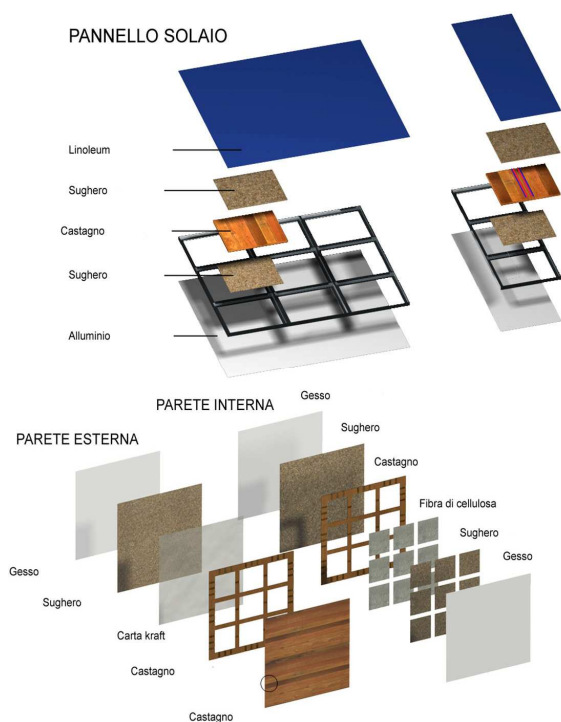 PANNELLO SOLAIO
Linoleum
Sughero
Castagno
Sughero
Alluminio
PARETE INTERNA
Gesso
Sughero
Castagno
Fibra di cellulosa
Sughero
Gesso
PARETE ESTERNA
Gesso
Sughero
Carta kraft
Castagno
Castagno